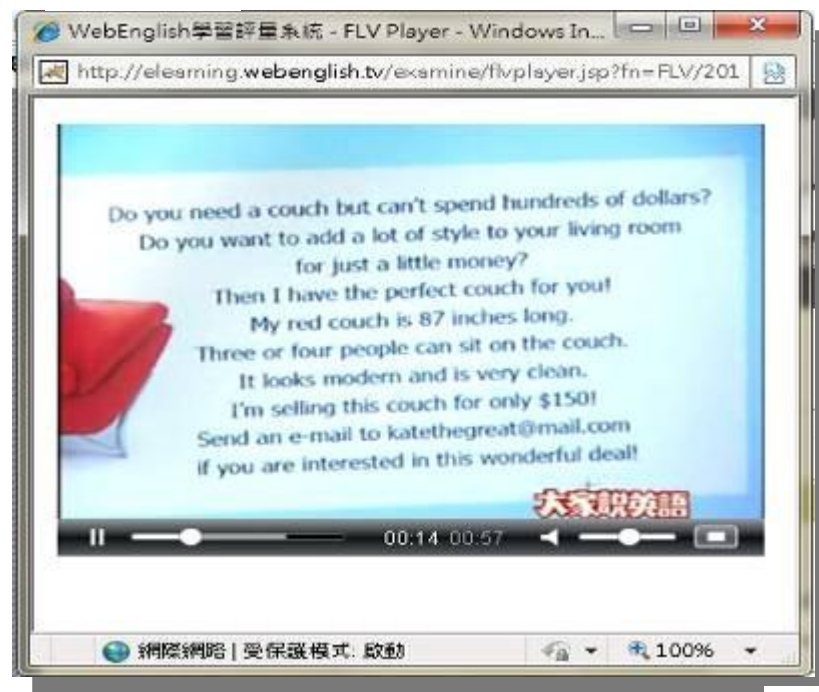 WebEnglish學習評量系統 - FLV Player - Windows In...
http://elearning.webenglish.tv/examine/flvplayer.jsp?fn=FLV/201
Do you need a couch but can't spend hundreds of dollars?
Do you want to add a lot of style to your living room
for just a little money?
Then I have the perfect couch for you!
My red couch is 87 inches long.
Three or four people can sit on the couch.
It looks modern and is very clean.
I'm selling this couch for only $150!
Send an e-mail to katethegreat@mail.com
if you are interested in this wonderful deal!
大家說英語
00:14 00:57
網際網路 | 受保護模式: 啟動
100%